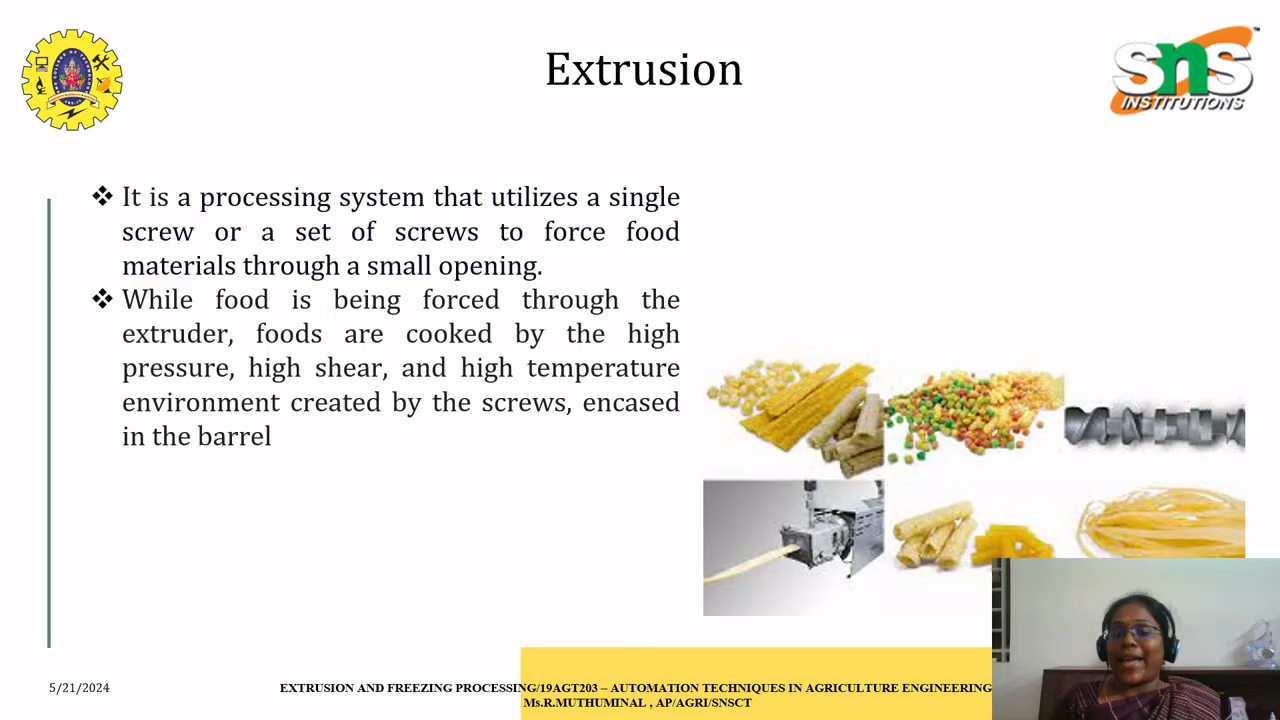 Extrusion
SNS
INSTITUTIONS
❖ It is a processing system that utilizes a single
screw or a set of screws to force food
materials through a small opening.
❖ While food is being forced through the
extruder, foods are cooked by the high
pressure, high shear, and high temperature
environment created by the screws, encased
in the barrel
5/21/2024
EXTRUSION AND FREEZING PROCESSING/19AGT203 – AUTOMATION TECHNIQUES IN AGRICULTURE ENGINEERING
Ms.R.MUTHUMINAL , AP/AGRI/SNSCT